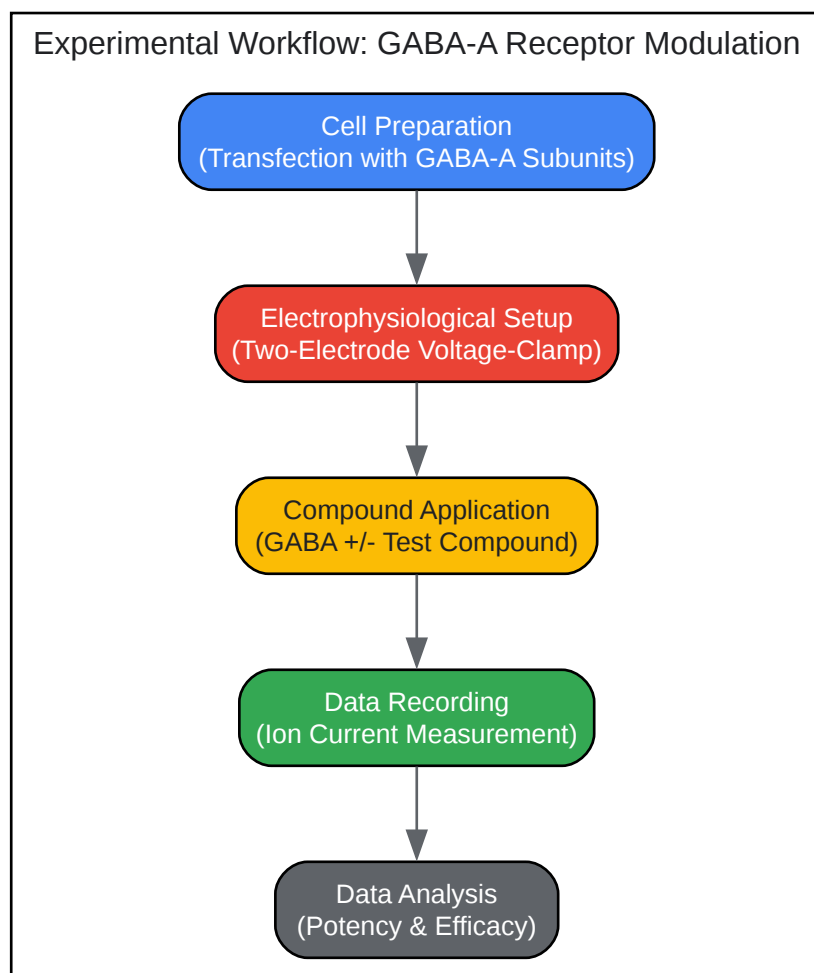 Experimental Workflow: GABA-A Receptor Modulation
Cell Preparation
(Transfection with GABA-A Subunits)
Electrophysiological Setup
(Two-Electrode Voltage-Clamp)
Compound Application
(GABA +/- Test Compound)
Data Recording
(Ion Current Measurement)
Data Analysis
(Potency & Efficacy)